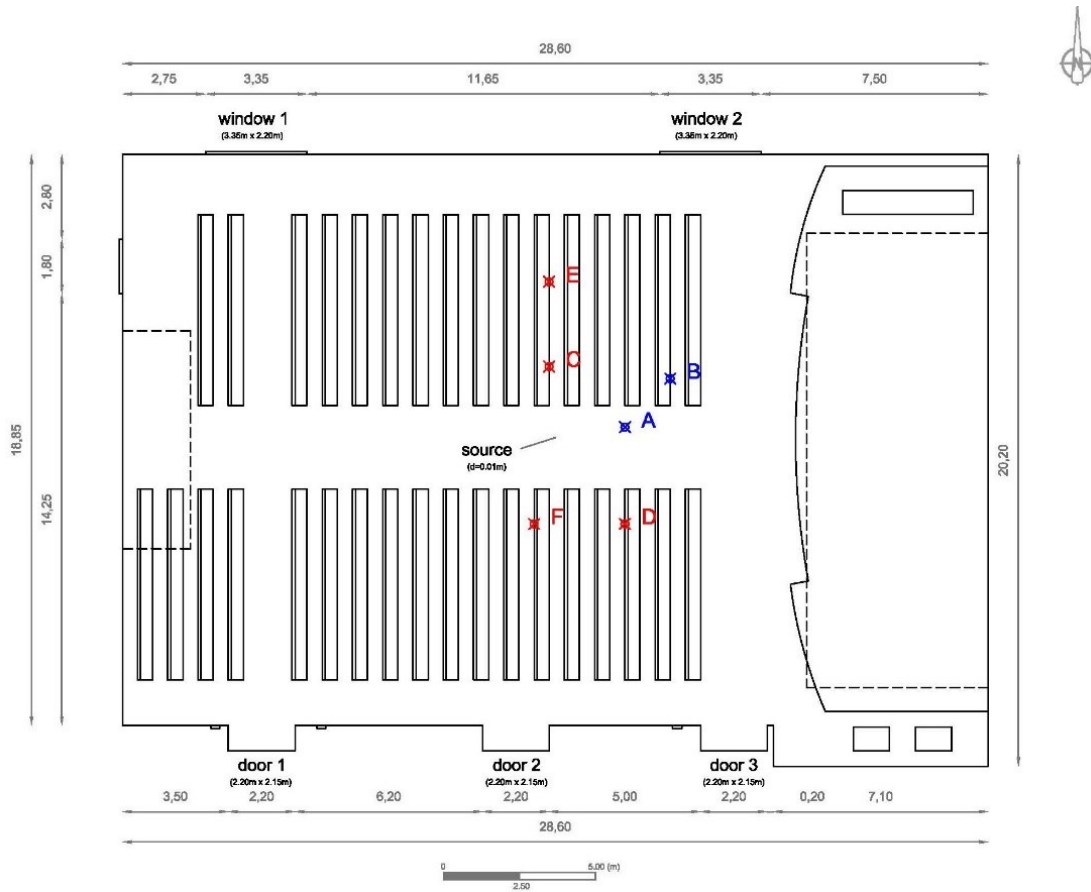 N
28,60
2,75 3,35 11,65 3,35 7,50
window 1
(3.35m x 2.20m)
window 2
(3.35m x 2.20m)
2,80
1,80
14,25
18,85
20,20
E
C
B
A
source
(d=0.01m)
F
D
door 1
(2.20m x 2.15m)
door 2
(2.20m x 2.15m)
door 3
(2.20m x 2.15m)
3,50 2,20 6,20 2,20 5,00 2,20 0,20 7,10
28,60
0 5,00 (m)
2.50